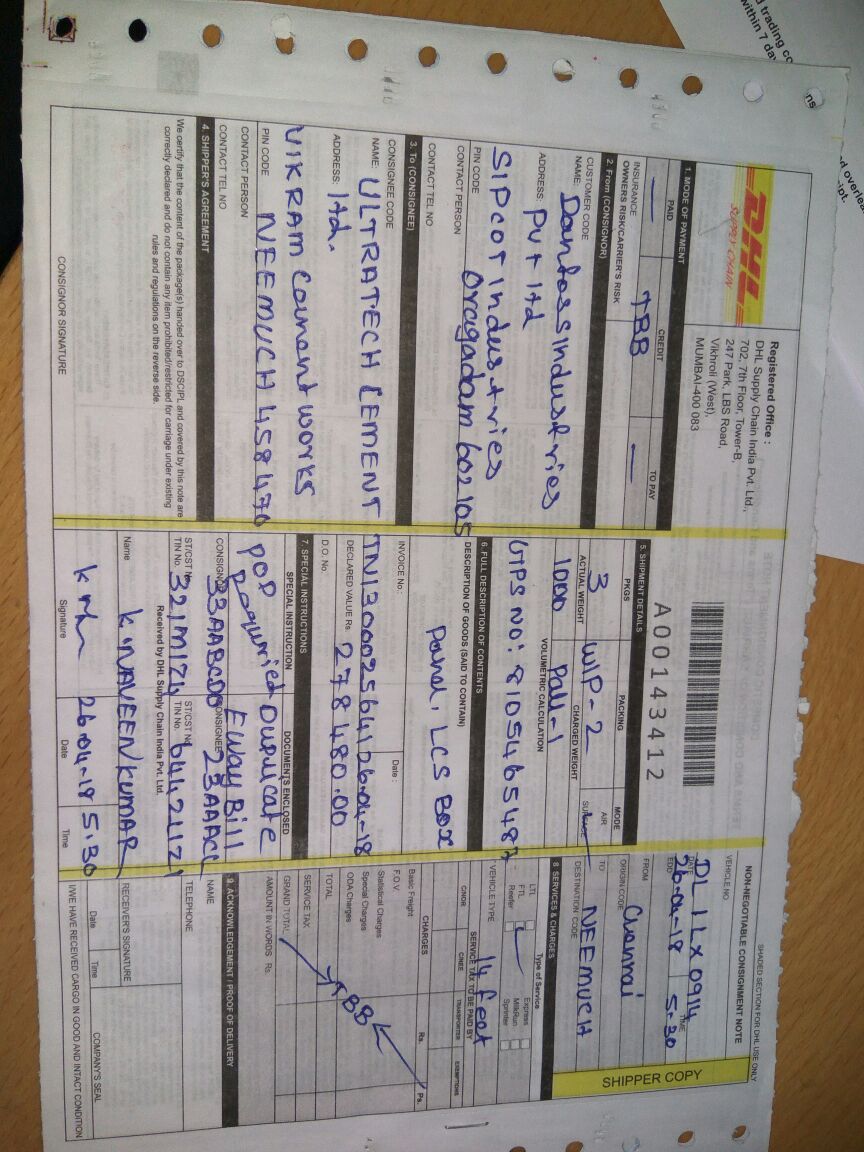 DHL
SUPPLY CHAIN
Registered Office :
DHL Supply Chain India Pvt. Ltd.,
702, 7th Floor, Tower-B,
247 Park, LBS Road,
Vikhroli (West),
MUMBAI-400 083
A00143412
SHADED SECTION FOR DHL USE ONLY
NON-NEGOTIABLE CONSIGNMENT NOTE
SHIPPER COPY
VEHICLE NO
DL 1LX0914
DATE 26-04-18 TIME 5-30
EDD
FROM Chennai
ORIGIN CODE
TO NEEMUCH
DESTINATION CODE
1. MODE OF PAYMENT
PAID CREDIT TO PAY
TBB
INSURANCE
OWNERS RISK/CARRIER'S RISK
2. From (CONSIGNOR)
CUSTOMER CODE
NAME: Danfoss Industries
ADDRESS: Pvt ltd
SIPCOT Industries
Oragadam 602105
PIN CODE
CONTACT PERSON
CONTACT TEL NO
3. To (CONSIGNEE)
CONSIGNEE CODE
NAME: ULTRATECH CEMENT
ADDRESS: ltd.
VIKRAM Cement works
PIN CODE NEEMUCH 458470
CONTACT PERSON
CONTACT TEL NO
4. SHIPPER'S AGREEMENT
We certify that the content of the package(s) handed over to DSCIPL and covered by this note are
correctly declared and do not contain any item prohibited/restricted for carriage under existing
rules and regulations on the reverse side.
CONSIGNOR SIGNATURE
5. SHIPMENT DETAILS
PKGS PACKING MODE
3 WP-2 AIR
ACTUAL WEIGHT CHARGED WEIGHT SURFACE
1000 Pall-1
VOLUMETRIC CALCULATION
GTPS NO: 8105465487
6. FULL DESCRIPTION OF CONTENTS
DESCRIPTION OF GOODS (SAID TO CONTAIN)
Panel, LCS Box
INVOICE No.: Date:
TN1300025641 26-04-18
DECLARED VALUE Rs 278480.00
D.O. No.
7. SPECIAL INSTRUCTIONS
SPECIAL INSTRUCTION DOCUMENTS ENCLOSED
POD Duplicate
Eway Bill
CONSIGNOR 33AABCD0 CONSIGNEE 23AAACL
ST/CST No. ST/CST No.
TIN No. 321M1Z4 TIN No. 6442L1Z1
Received by DHL Supply Chain India Pvt. Ltd.
Name K NAVEENKUMAR
26-04-18 5:30
Signature Date Time
8 SERVICES & CHARGES
Type of Service
LTL Express
FTL MilkRun
Reefer Sprinter
VEHICLE TYPE 14 feet
SERVICE TAX TO BE PAID BY
CNOR CNEE TRANSPORTER EXEMPTIONS
CHARGES Rs. Ps.
Basic Freight
F.O.V.
Statistical Charges
Special Charges
ODA Charges
TOTAL
TBB
SERVICE TAX
GRAND TOTAL
AMOUNT IN WORDS Rs.
9. ACKNOWLEDGEMENT / PROOF OF DELIVERY
NAME
TELEPHONE
RECEIVER'S SIGNATURE
Date Time COMPANY'S SEAL
I/WE HAVE RECEIVED CARGO IN GOOD AND INTACT CONDITION